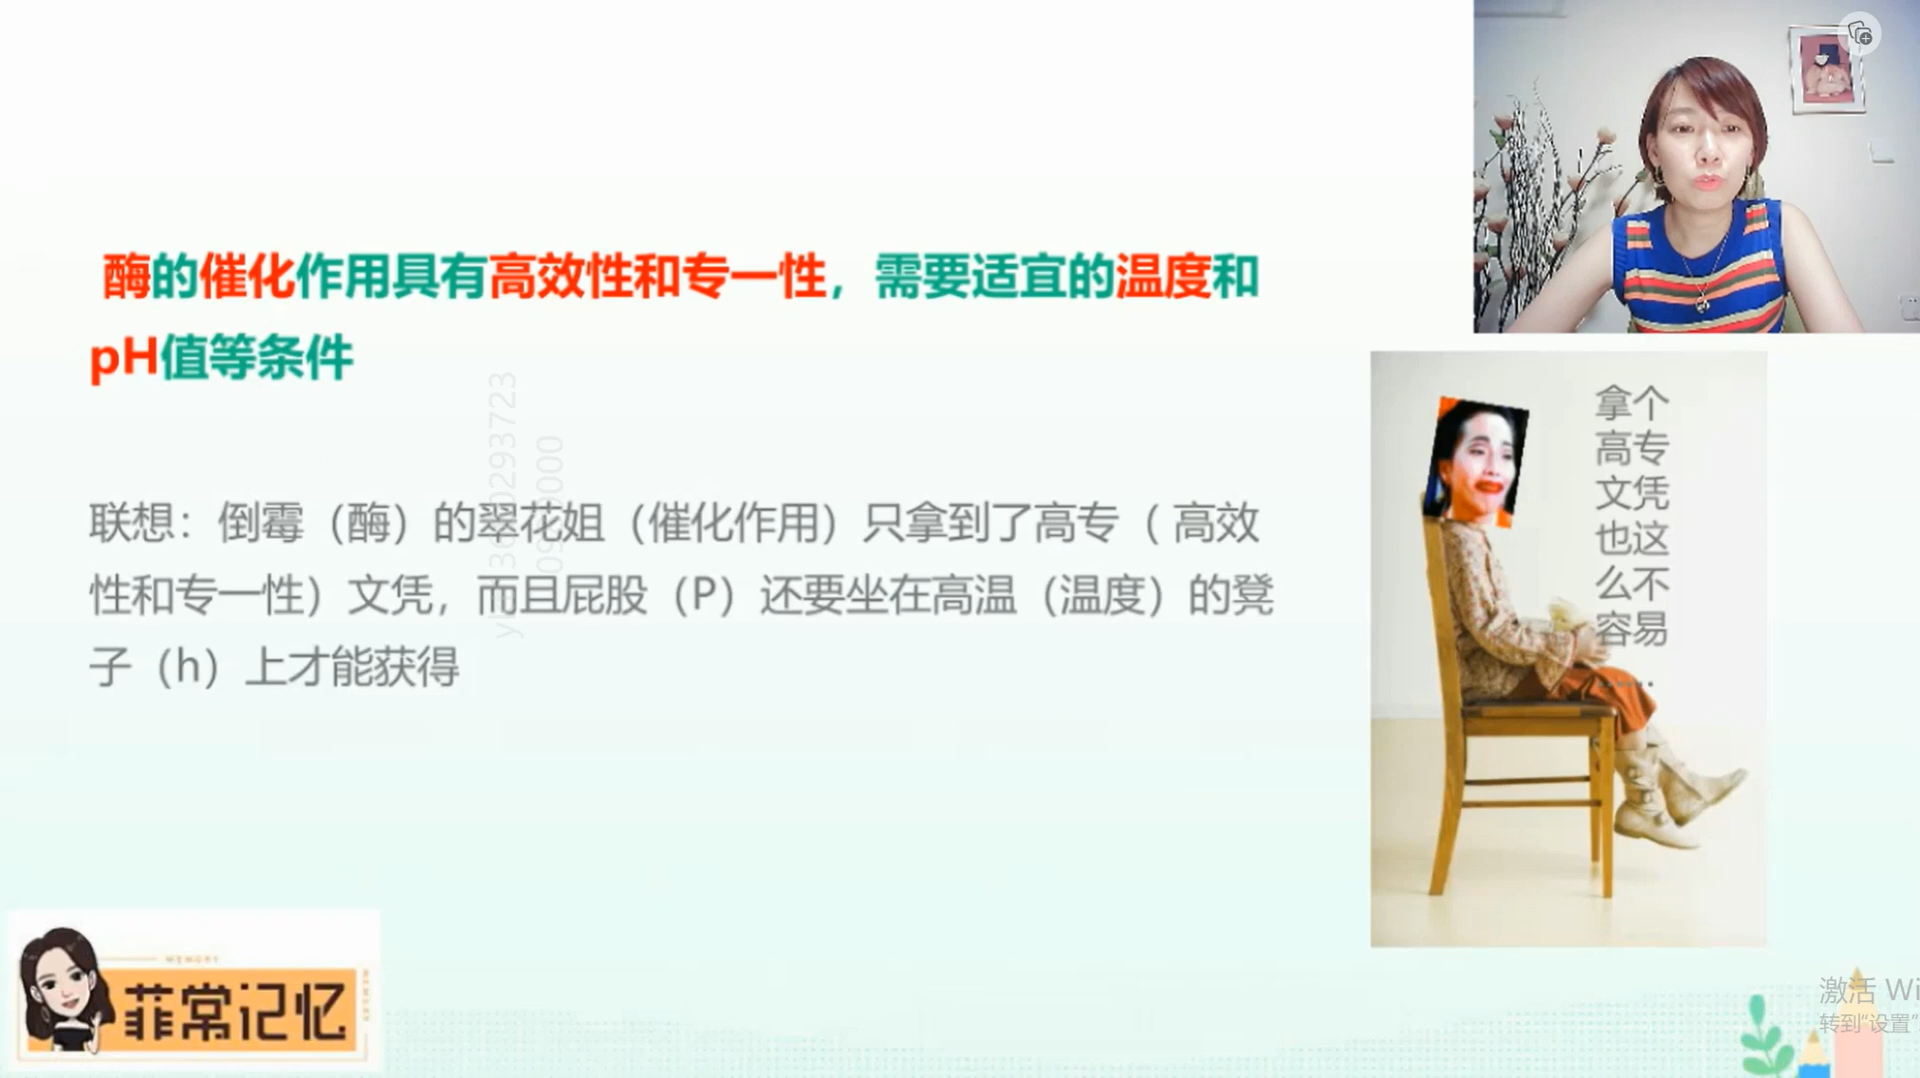 酶的催化作用具有高效性和专一性，需要适宜的温度和
pH值等条件
联想：倒霉（酶）的翠花姐（催化作用）只拿到了高专（高效
性和专一性）文凭，而且屁股（P）还要坐在高温（温度）的凳
子（h）上才能获得
拿个
高专
文凭
也这
么不
容易
……
MEMORY
菲常记忆
激活 Wi
转到"设置"